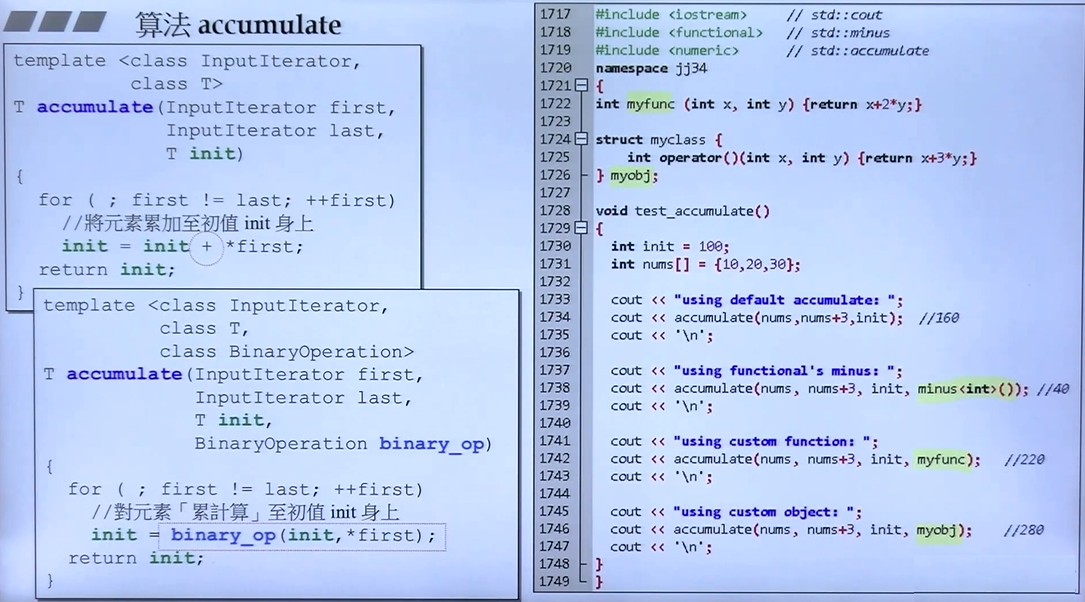 算法 accumulate
template <class InputIterator,
class T>
T accumulate(InputIterator first,
InputIterator last,
T init)
{
for ( ; first != last; ++first)
//將元素累加至初值 init 身上
init = init + *first;
return init;
}
template <class InputIterator,
class T,
class BinaryOperation>
T accumulate(InputIterator first,
InputIterator last,
T init,
BinaryOperation binary_op)
{
for ( ; first != last; ++first)
//對元素「累計算」至初值 init 身上
init = binary_op(init,*first);
return init;
}
1717 #include <iostream> // std::cout
1718 #include <functional> // std::minus
1719 #include <numeric> // std::accumulate
1720 namespace jj34
1721 {
1722 int myfunc (int x, int y) {return x+2*y;}
1723
1724 struct myclass {
1725 int operator()(int x, int y) {return x+3*y;}
1726 } myobj;
1727
1728 void test_accumulate()
1729 {
1730 int init = 100;
1731 int nums[] = {10,20,30};
1732
1733 cout << "using default accumulate: ";
1734 cout << accumulate(nums,nums+3,init); //160
1735 cout << '\n';
1736
1737 cout << "using functional's minus: ";
1738 cout << accumulate(nums, nums+3, init, minus<int>()); //40
1739 cout << '\n';
1740
1741 cout << "using custom function: ";
1742 cout << accumulate(nums, nums+3, init, myfunc); //220
1743 cout << '\n';
1744
1745 cout << "using custom object: ";
1746 cout << accumulate(nums, nums+3, init, myobj); //280
1747 cout << '\n';
1748 }
1749 }